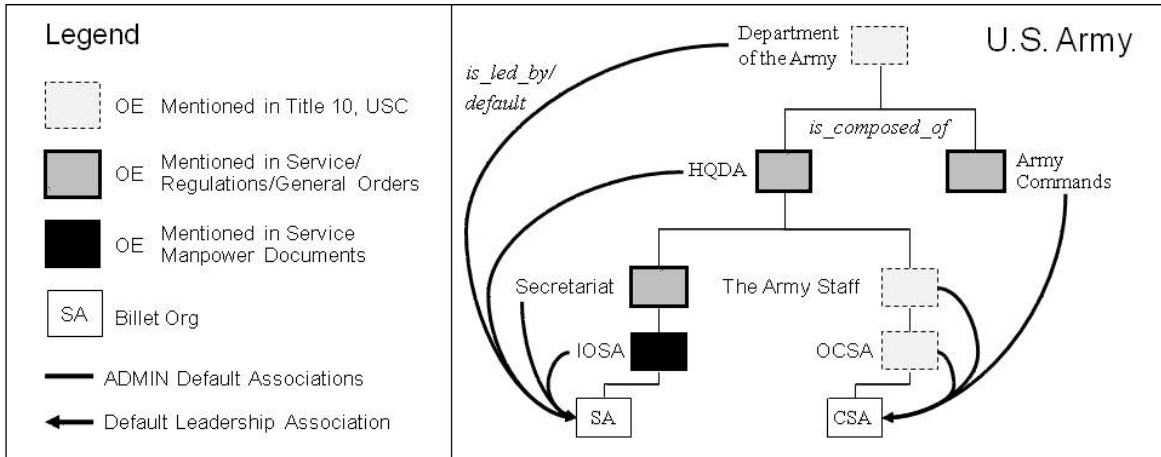 Legend
OE Mentioned in Title 10, USC
OE Mentioned in Service/
Regulations/General Orders
OE Mentioned in Service
Manpower Documents
SA Billet Org
ADMIN Default Associations
Default Leadership Association
U.S. Army
Department
of the Army
is_led_by/
default
is_composed_of
HQDA
Army
Commands
Secretariat
The Army Staff
IOSA
OCSA
SA
CSA